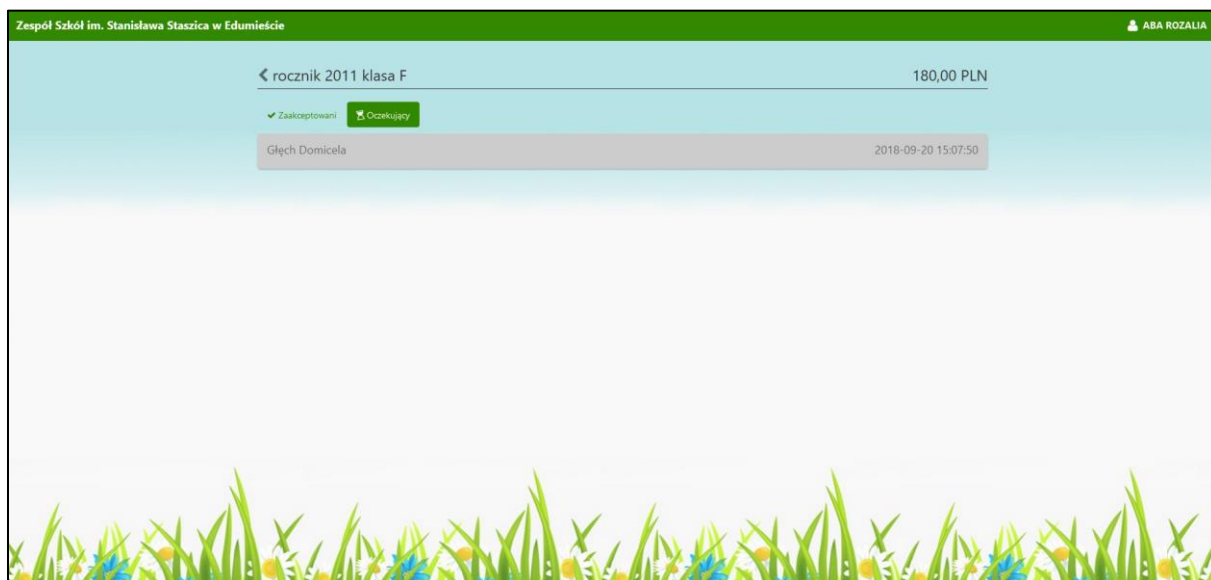 Zespół Szkół im. Stanisława Staszica w Edumieście ABA ROZALIA
rocznik 2011 klasa F 180,00 PLN
Zaakceptowani Oczekujący
Głęch Domicela 2018-09-20 15:07:50